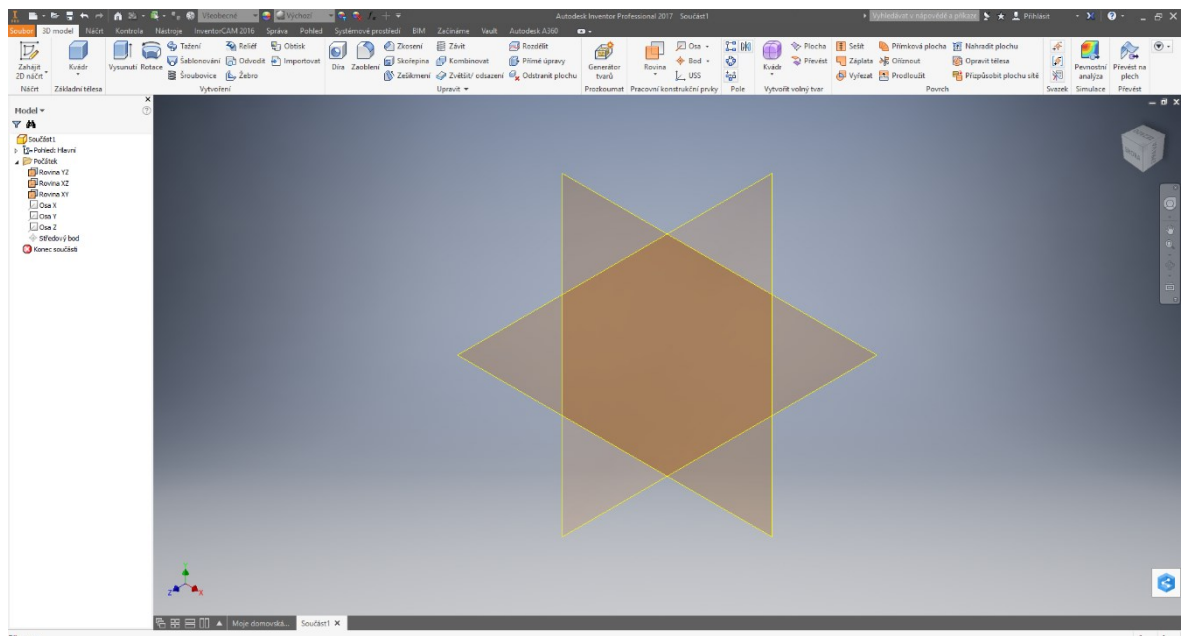 Všeobecné Výchozí Autodesk Inventor Professional 2017 Součást1 Vyhledávat v nápovědě a příkaz Přihlásit
Soubor 3D model Náčrt Kontrola Nástroje InventorCAM 2016 Správa Pohled Systémové prostředí BIM Začínáme Vault Autodesk A360
Tažení Reliéf Obtisk Zkosení Závit Rozdělit Osa Plocha Sešít Přímková plocha Nahradit plochu
Šablonování Odvodit Importovat Skořepina Kombinovat Přímé úpravy Bod Převést Záplata Oříznout Opravit tělesa
Zahájit 2D náčrt Kvádr Vysunutí Rotace Díra Zaoblení Generátor tvarů Rovina Kvádr Pevnostní analýza Převést na plech
Šroubovice Žebro Zešikmení Zvětšit/ odsazení Odstranit plochu USS Vyřezat Prodloužit Přizpůsobit plochu sítě
Náčrt Základní tělesa Vytvoření Upravit Prozkoumat Pracovní konstrukční prvky Pole Vytvořit volný tvar Povrch Svazek Simulace Převést
Model
Součást1
Pohled: Hlavní
Počátek
Rovina YZ
Rovina XZ
Rovina XY
Osa X
Osa Y
Osa Z
Středový bod
Konec součásti
Z X
Moje domovská... Součást1 X